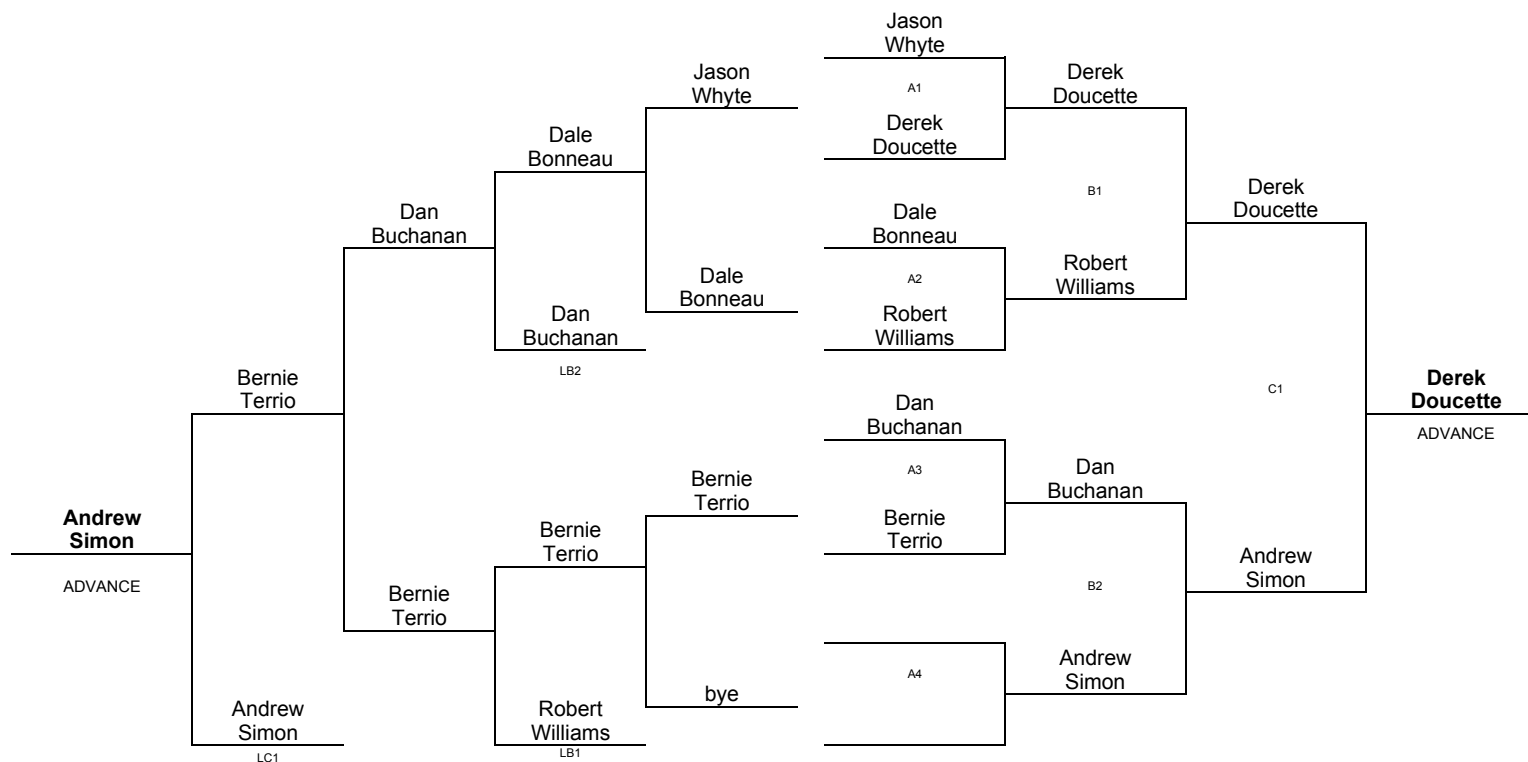 Jason
Whyte
Jason
Whyte
A1
Derek
Doucette
Dale
Bonneau
Derek
Doucette
Dan
Buchanan
B1
Derek
Doucette
Dale
Bonneau
Dale
Bonneau
A2
Robert
Williams
Dan
Buchanan
LB2
Robert
Williams
Bernie
Terrio
Dan
Buchanan
C1
Derek
Doucette
ADVANCE
A3
Bernie
Terrio
Dan
Buchanan
Andrew
Simon
ADVANCE
Bernie
Terrio
Bernie
Terrio
Andrew
Simon
Bernie
Terrio
B2
A4
Andrew
Simon
bye
Andrew
Simon
LC1
Robert
Williams
LB1